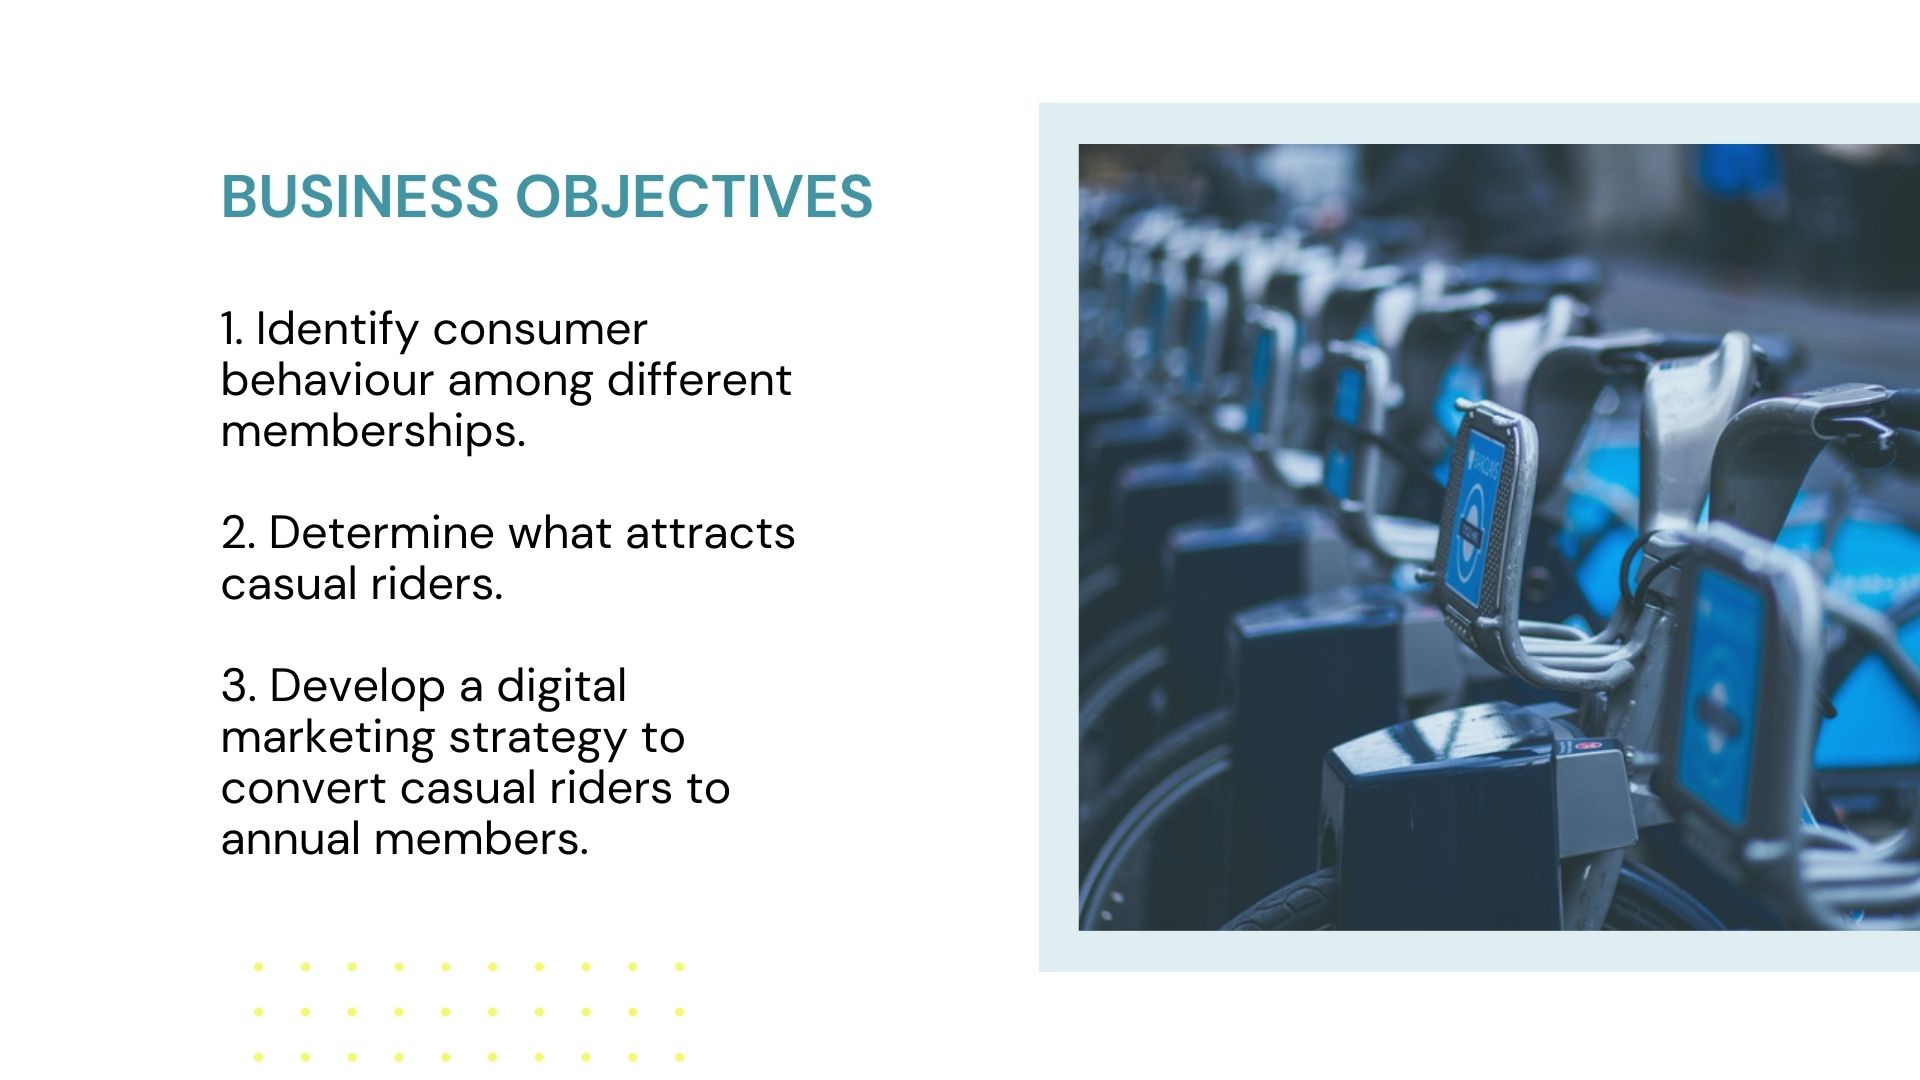 BUSINESS OBJECTIVES
1. Identify consumer
behaviour among different
memberships.
2. Determine what attracts
casual riders.
3. Develop a digital
marketing strategy to
convert casual riders to
annual members.
BARCLAYS